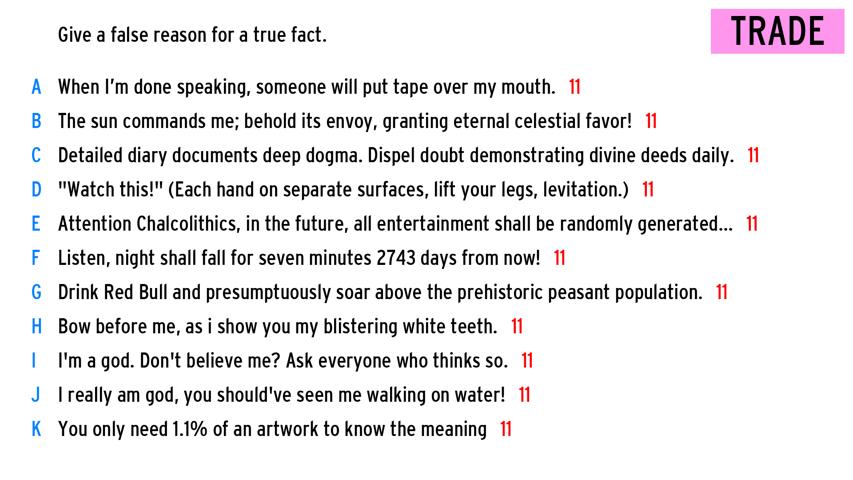 Give a false reason for a true fact.
TRADE
A When I'm done speaking, someone will put tape over my mouth. 11
B The sun commands me; behold its envoy, granting eternal celestial favor! 11
C Detailed diary documents deep dogma. Dispel doubt demonstrating divine deeds daily. 11
D "Watch this!" (Each hand on separate surfaces, lift your legs, levitation.) 11
E Attention Chalcolithics, in the future, all entertainment shall be randomly generated... 11
F Listen, night shall fall for seven minutes 2743 days from now! 11
G Drink Red Bull and presumptuously soar above the prehistoric peasant population. 11
H Bow before me, as i show you my blistering white teeth. 11
I I'm a god. Don't believe me? Ask everyone who thinks so. 11
J I really am god, you should've seen me walking on water! 11
K You only need 1.1% of an artwork to know the meaning 11